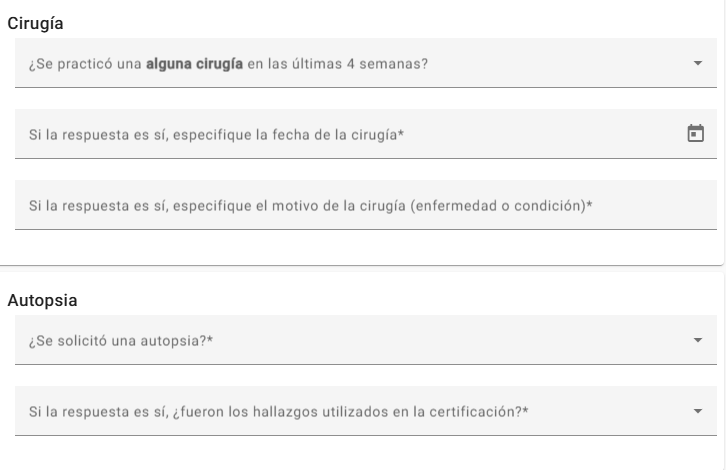 Cirugía
¿Se practicó una alguna cirugía en las últimas 4 semanas?
Si la respuesta es sí, especifique la fecha de la cirugía*
Si la respuesta es sí, especifique el motivo de la cirugía (enfermedad o condición)*
Autopsia
¿Se solicitó una autopsia?*
Si la respuesta es sí, ¿fueron los hallazgos utilizados en la certificación?*